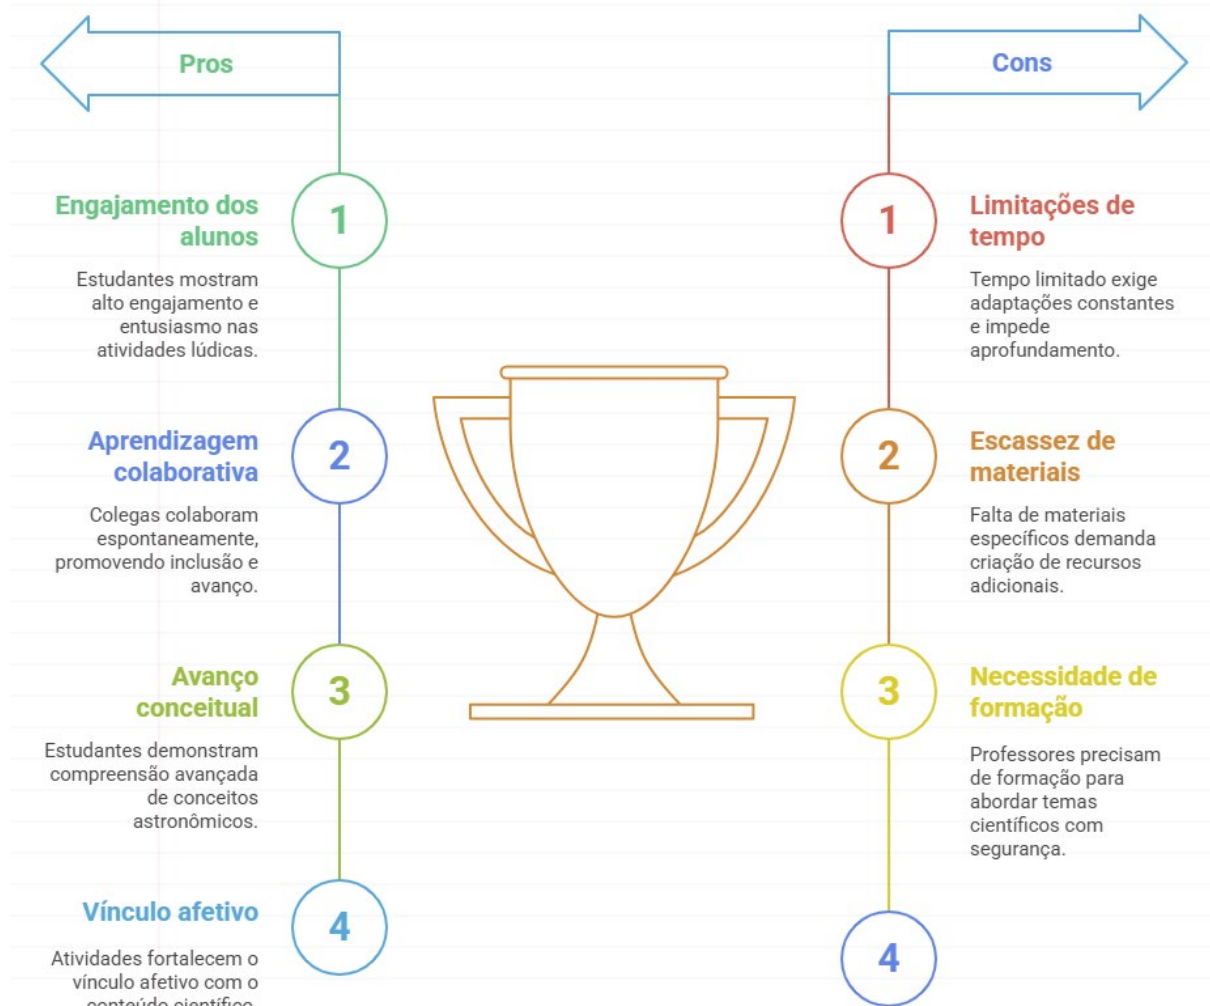 Pros
Engajamento dos
alunos
1
Estudantes mostram
alto engajamento e
entusiasmo nas
atividades lúdicas.
Aprendizagem
colaborativa
2
Colegas colaboram
espontaneamente,
promovendo inclusão e
avanço.
Avanço
conceitual
3
Estudantes demonstram
compreensão avançada
de conceitos
astronômicos.
Vínculo afetivo
4
Atividades fortalecem o
vínculo afetivo com o
conteúdo científico.
Cons
1
Limitações de
tempo
Tempo limitado exige
adaptações constantes
e impede
aprofundamento.
2
Escassez de
materiais
Falta de materiais
específicos demanda
criação de recursos
adicionais.
3
Necessidade de
formação
Professores precisam
de formação para
abordar temas
científicos com
segurança.
4